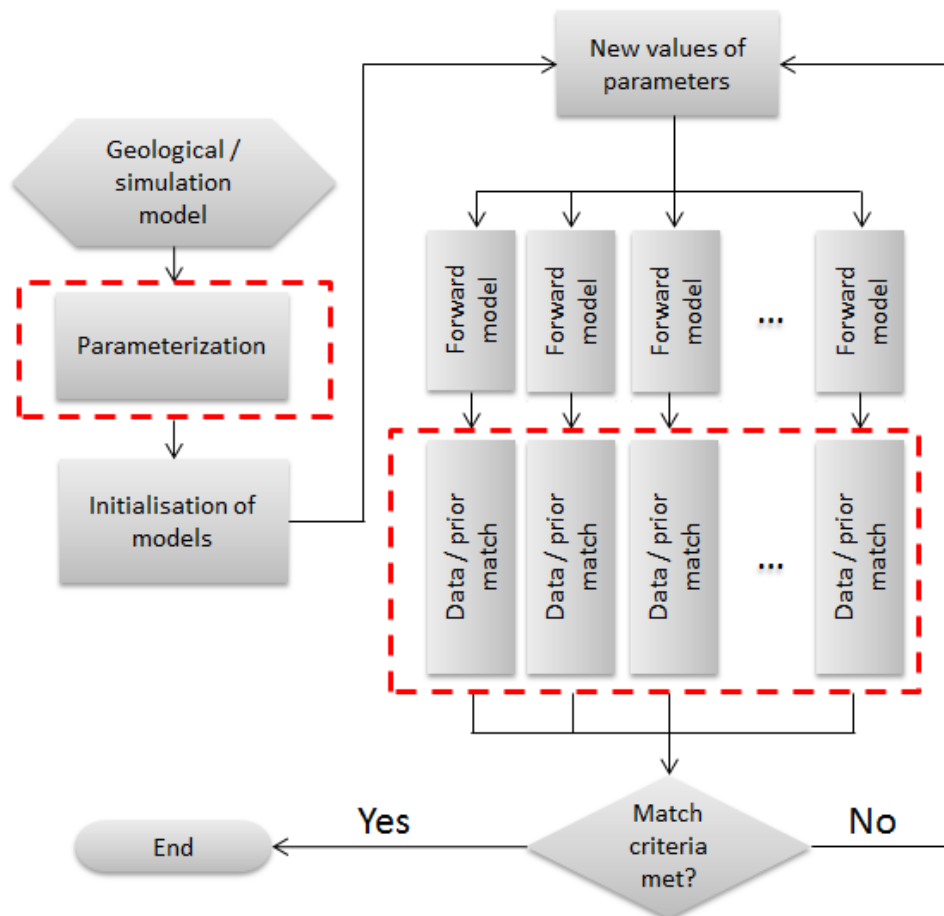 New values of
parameters
Geological /
simulation
model
Parameterization
Initialisation of
models
Forward
model
Forward
model
Forward
model
...
Forward
model
Data / prior
match
Data / prior
match
Data / prior
match
...
Data / prior
match
Match
criteria
met?
Yes
No
End